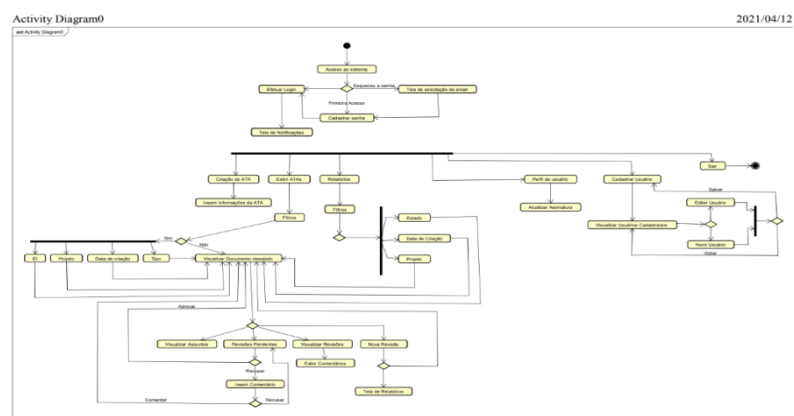 Activity Diagram0
2021/04/12
act Activity Diagram0
Acesso ao sistema
Efetuar Login
Esqueceu a senha
Tela de solicitação de email
Primeiro Acesso
Cadastrar senha
Tela de Notificações
Sair
Criação de ATA
Exibir ATAs
Relatórios
Perfil de usuário
Cadastrar Usuário
Salvar
Inserir informações da ATA
Filtros
Filtros
Atualizar Assinatura
Editar Usuário
Estado
Visualizar Usuários Cadastrados
Sim
Não
Data de Criação
Novo Usuário
Voltar
ID
Projeto
Data de criação
Tipo
Visualizar Documento desejado
Projeto
Aprovar
Visualizar Assuntos
Revisões Pendentes
Visualizar Revisões
Nova Revisão
Exibir Comentários
Recusar
Inserir Comentário
Tela de Relatórios
Comentar
Recusar